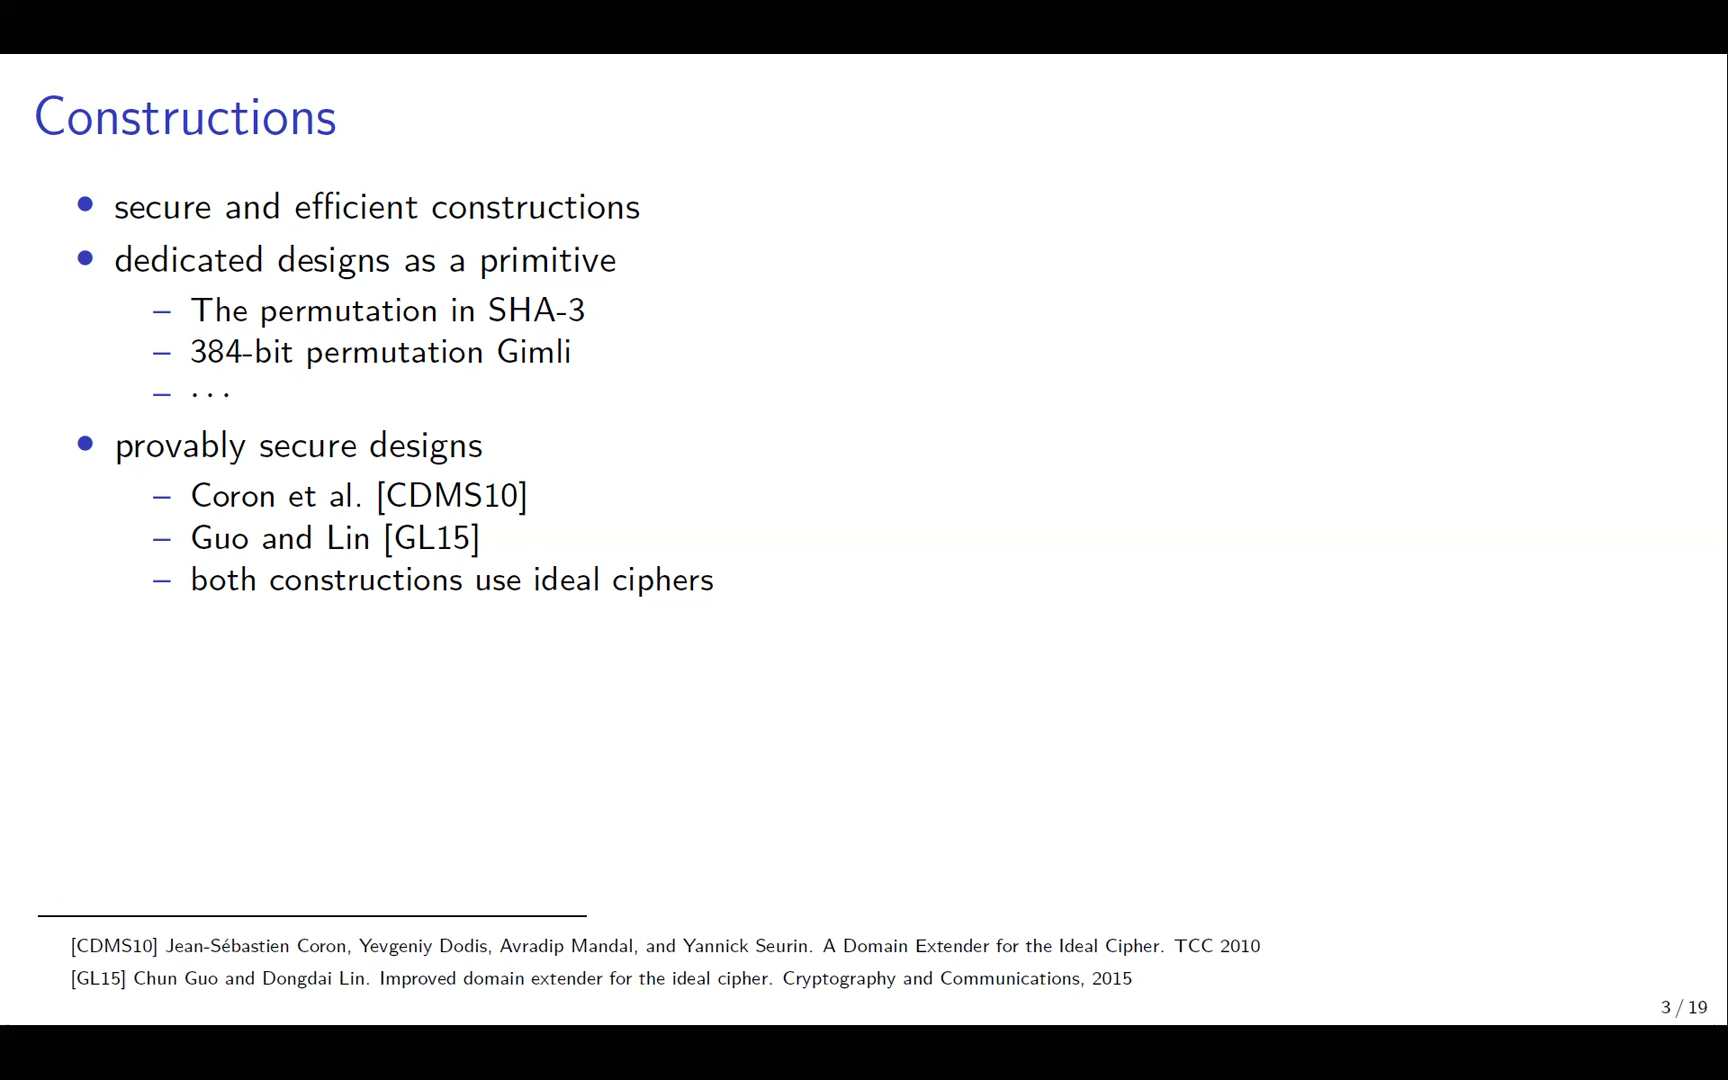 Constructions
• secure and efficient constructions
• dedicated designs as a primitive
– The permutation in SHA-3
– 384-bit permutation Gimli
– · · ·
• provably secure designs
– Coron et al. [CDMS10]
– Guo and Lin [GL15]
– both constructions use ideal ciphers
[CDMS10] Jean-Sébastien Coron, Yevgeniy Dodis, Avradip Mandal, and Yannick Seurin. A Domain Extender for the Ideal Cipher. TCC 2010
[GL15] Chun Guo and Dongdai Lin. Improved domain extender for the ideal cipher. Cryptography and Communications, 2015
3 / 19